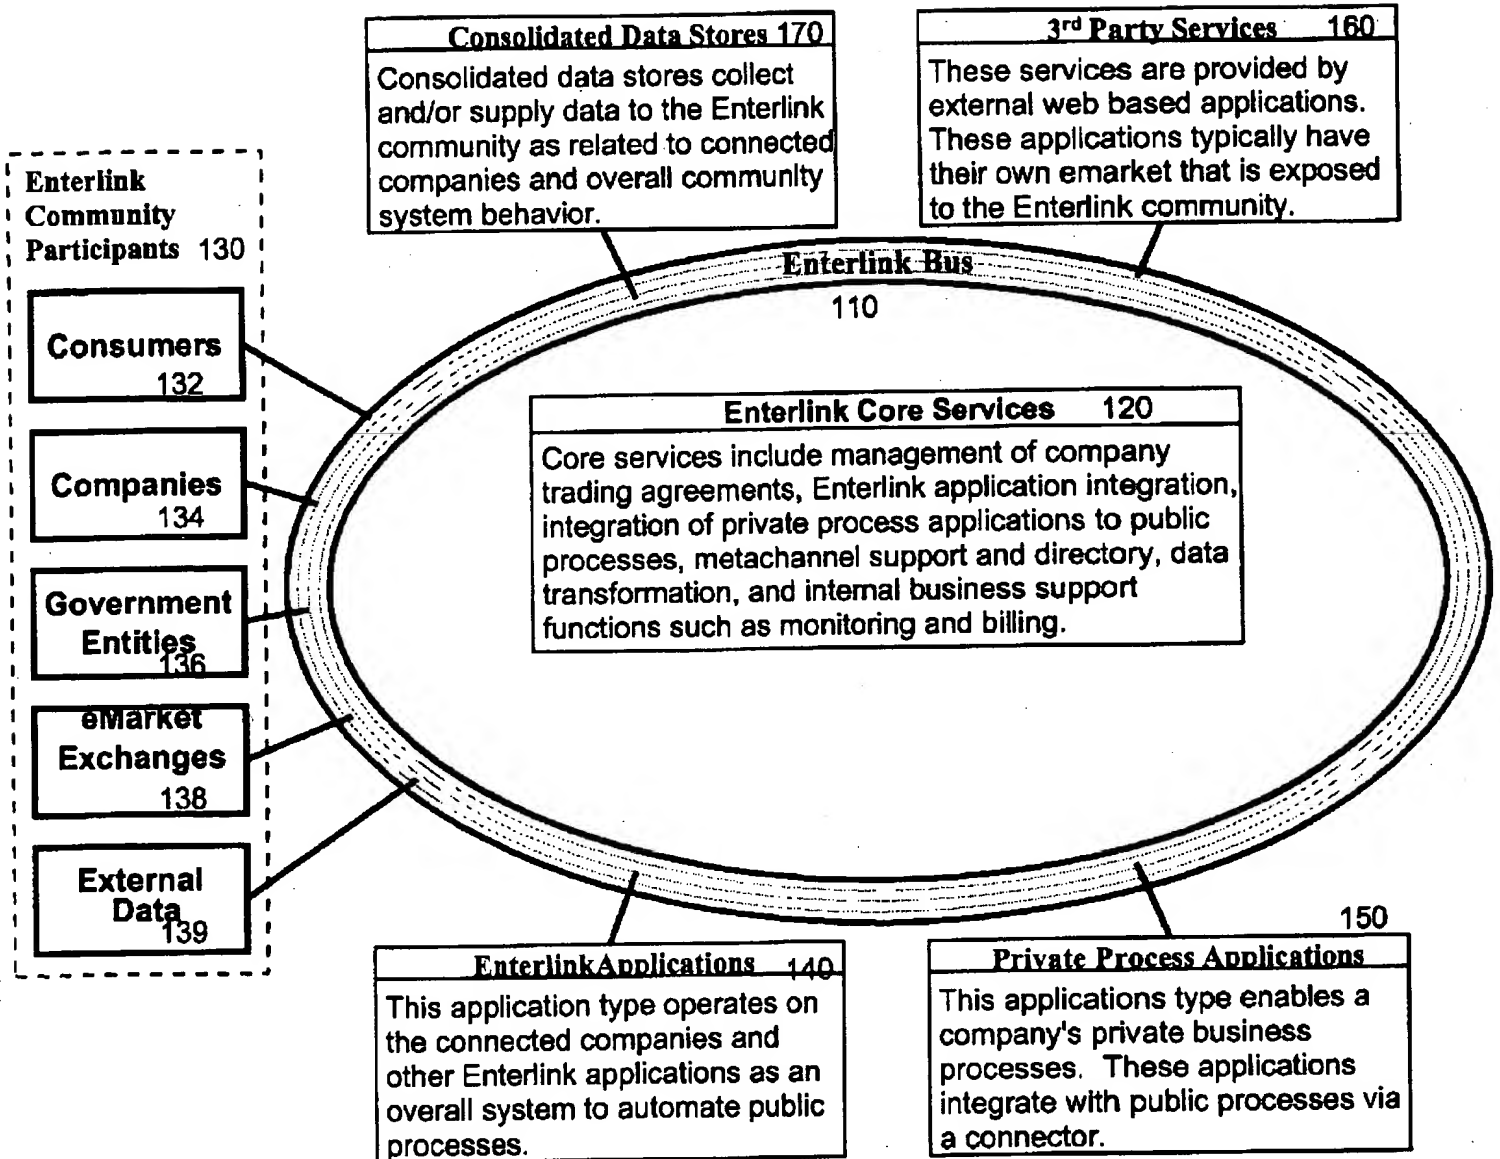 Consolidated Data Stores 170
Consolidated data stores collect
and/or supply data to the Enterlink
community as related to connected
companies and overall community
system behavior.
3rd Party Services 160
These services are provided by
external web based applications.
These applications typically have
their own emarket that is exposed
to the Enterlink community.
Enterlink
Community
Participants 130
Consumers
132
Companies
134
Government
Entities
136
eMarket
Exchanges
138
External
Data
139
Enterlink Bus
110
Enterlink Core Services 120
Core services include management of company
trading agreements, Enterlink application integration,
integration of private process applications to public
processes, metachannel support and directory, data
transformation, and internal business support
functions such as monitoring and billing.
Enterlink Applications 140
This application type operates on
the connected companies and
other Enterlink applications as an
overall system to automate public
processes.
150
Private Process Applications
This applications type enables a
company's private business
processes. These applications
integrate with public processes via
a connector.